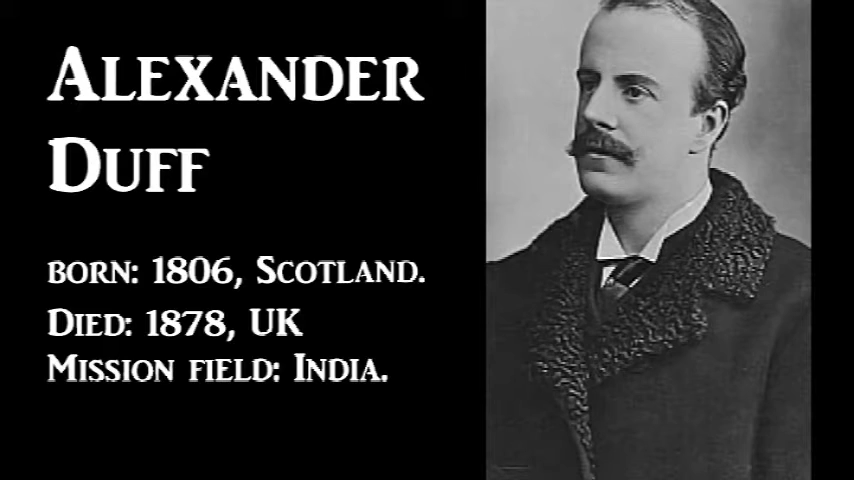 ALEXANDER
DUFF
BORN: 1806, SCOTLAND.
DIED: 1878, UK
MISSION FIELD: INDIA.